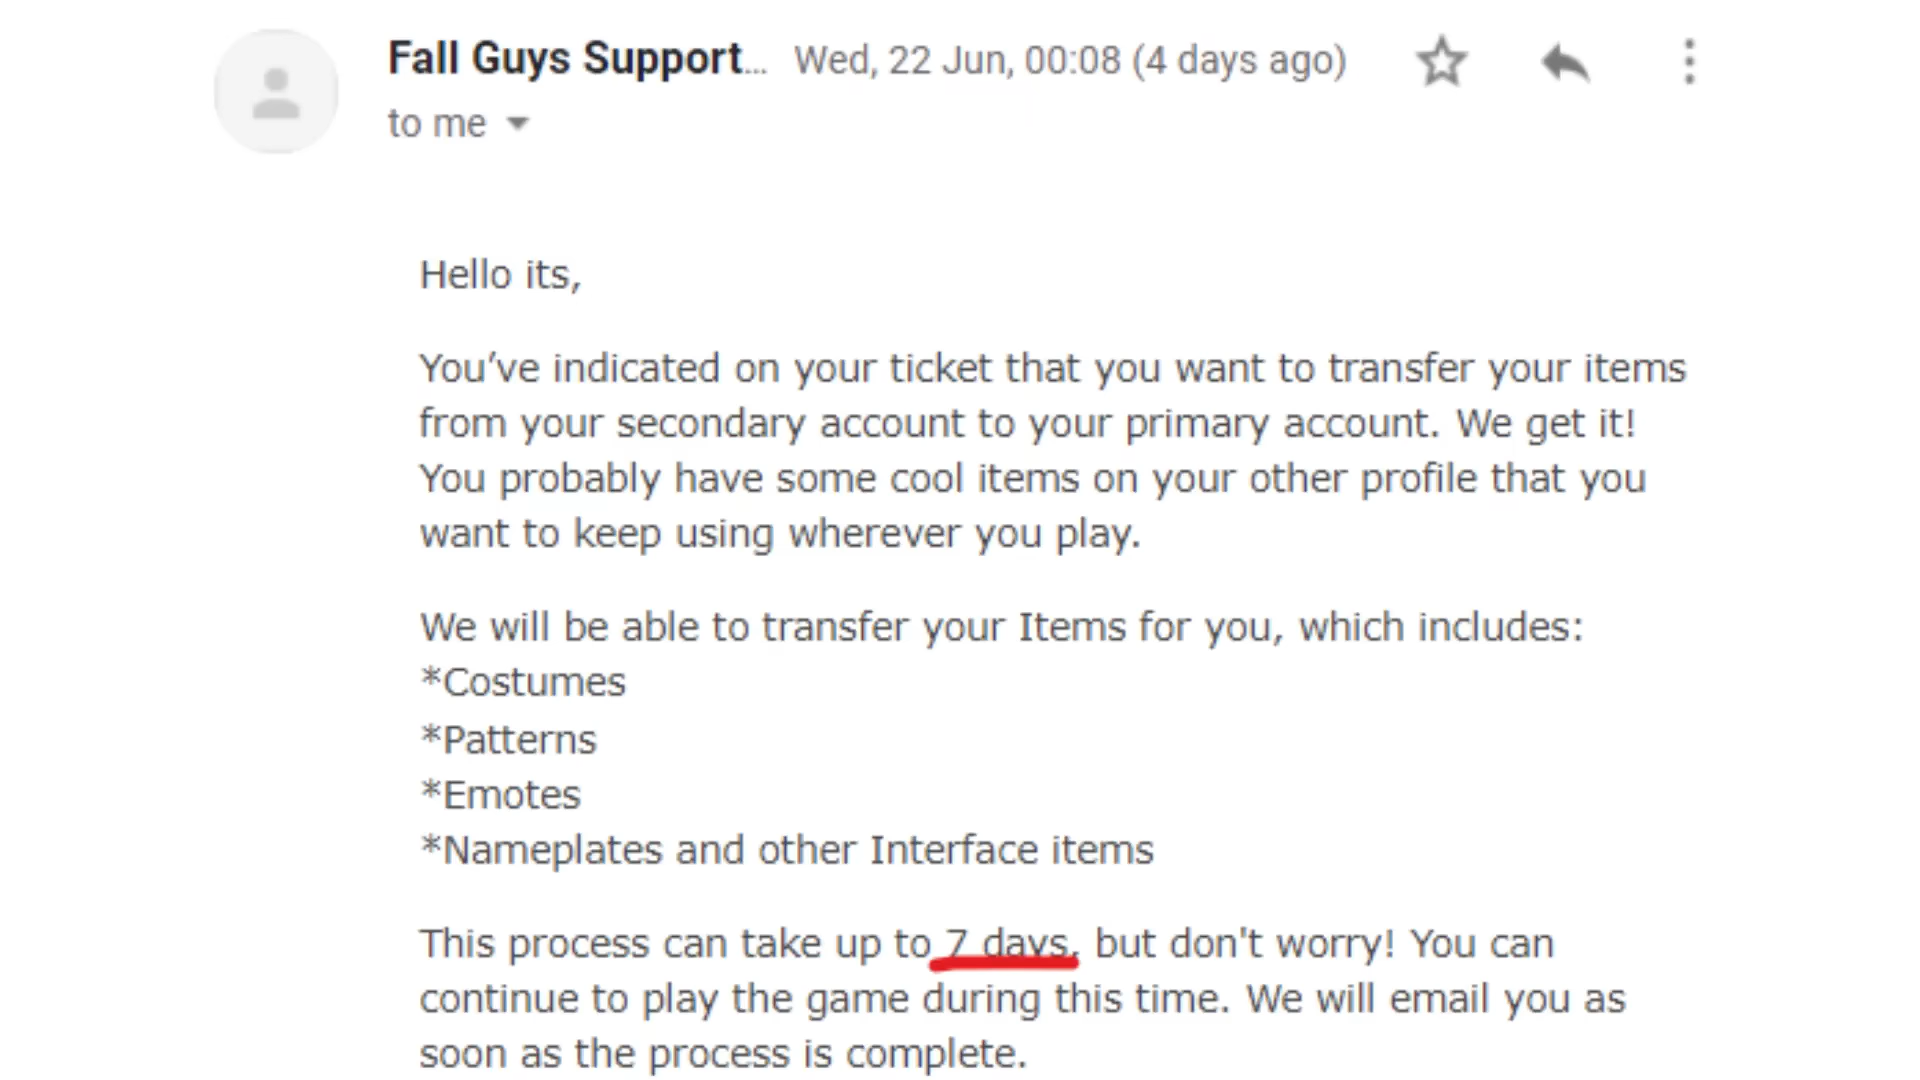 Fall Guys Support... Wed, 22 Jun, 00:08 (4 days ago)
to me
Hello its,
You’ve indicated on your ticket that you want to transfer your items
from your secondary account to your primary account. We get it!
You probably have some cool items on your other profile that you
want to keep using wherever you play.
We will be able to transfer your Items for you, which includes:
*Costumes
*Patterns
*Emotes
*Nameplates and other Interface items
This process can take up to 7 days, but don't worry! You can
continue to play the game during this time. We will email you as
soon as the process is complete.